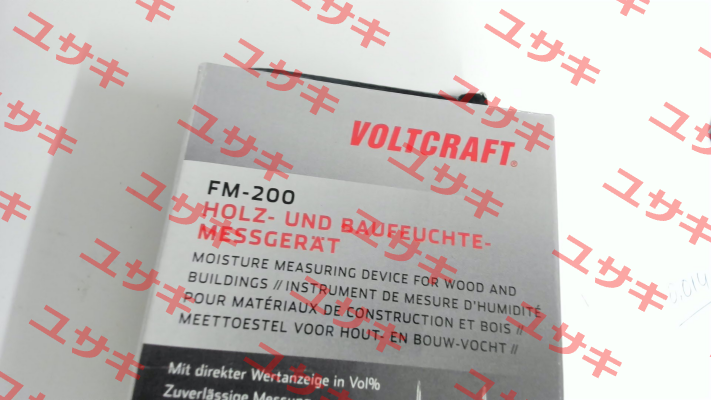 VOLTCRAFT®
FM-200
HOLZ- UND BAUFEUCHTE-
MESSGERÄT
MOISTURE MEASURING DEVICE FOR WOOD AND
BUILDINGS // INSTRUMENT DE MESURE D'HUMIDITÉ
POUR MATÉRIAUX DE CONSTRUCTION ET BOIS //
MEETTOESTEL VOOR HOUT- EN BOUW-VOCHT //
Mit direkter Wertanzeige in Vol%
Zuverlässige
ユサキ